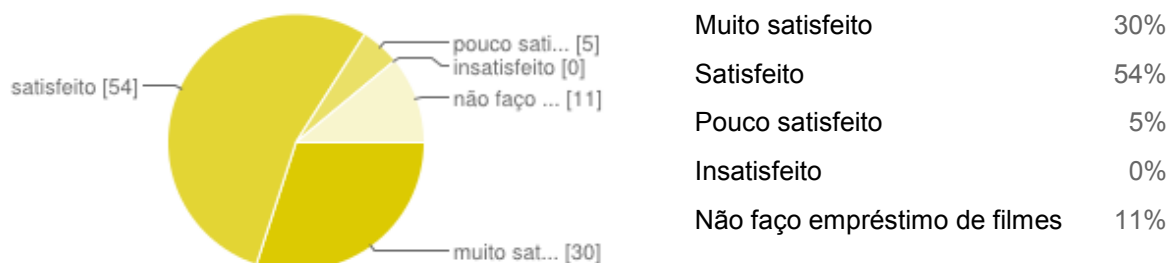 satisfeito [54]
pouco sati... [5]
insatisfeito [0]
não faço ... [11]
muito sat... [30]
Muito satisfeito 30%
Satisfeito 54%
Pouco satisfeito 5%
Insatisfeito 0%
Não faço empréstimo de filmes 11%